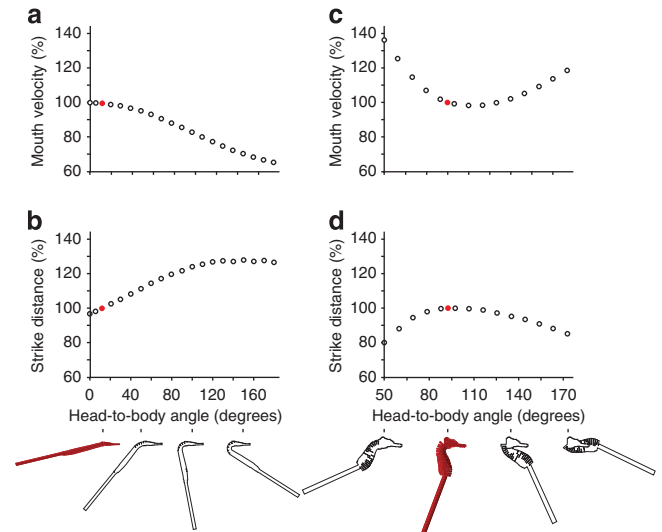 a
Mouth velocity (%)
140
120
100
80
60
c
Mouth velocity (%)
140
120
100
80
60
b
Strike distance (%)
140
120
100
80
60
0 40 80 120 160
Head-to-body angle (degrees)
d
Strike distance (%)
140
120
100
80
60
50 80 110 140 170
Head-to-body angle (degrees)